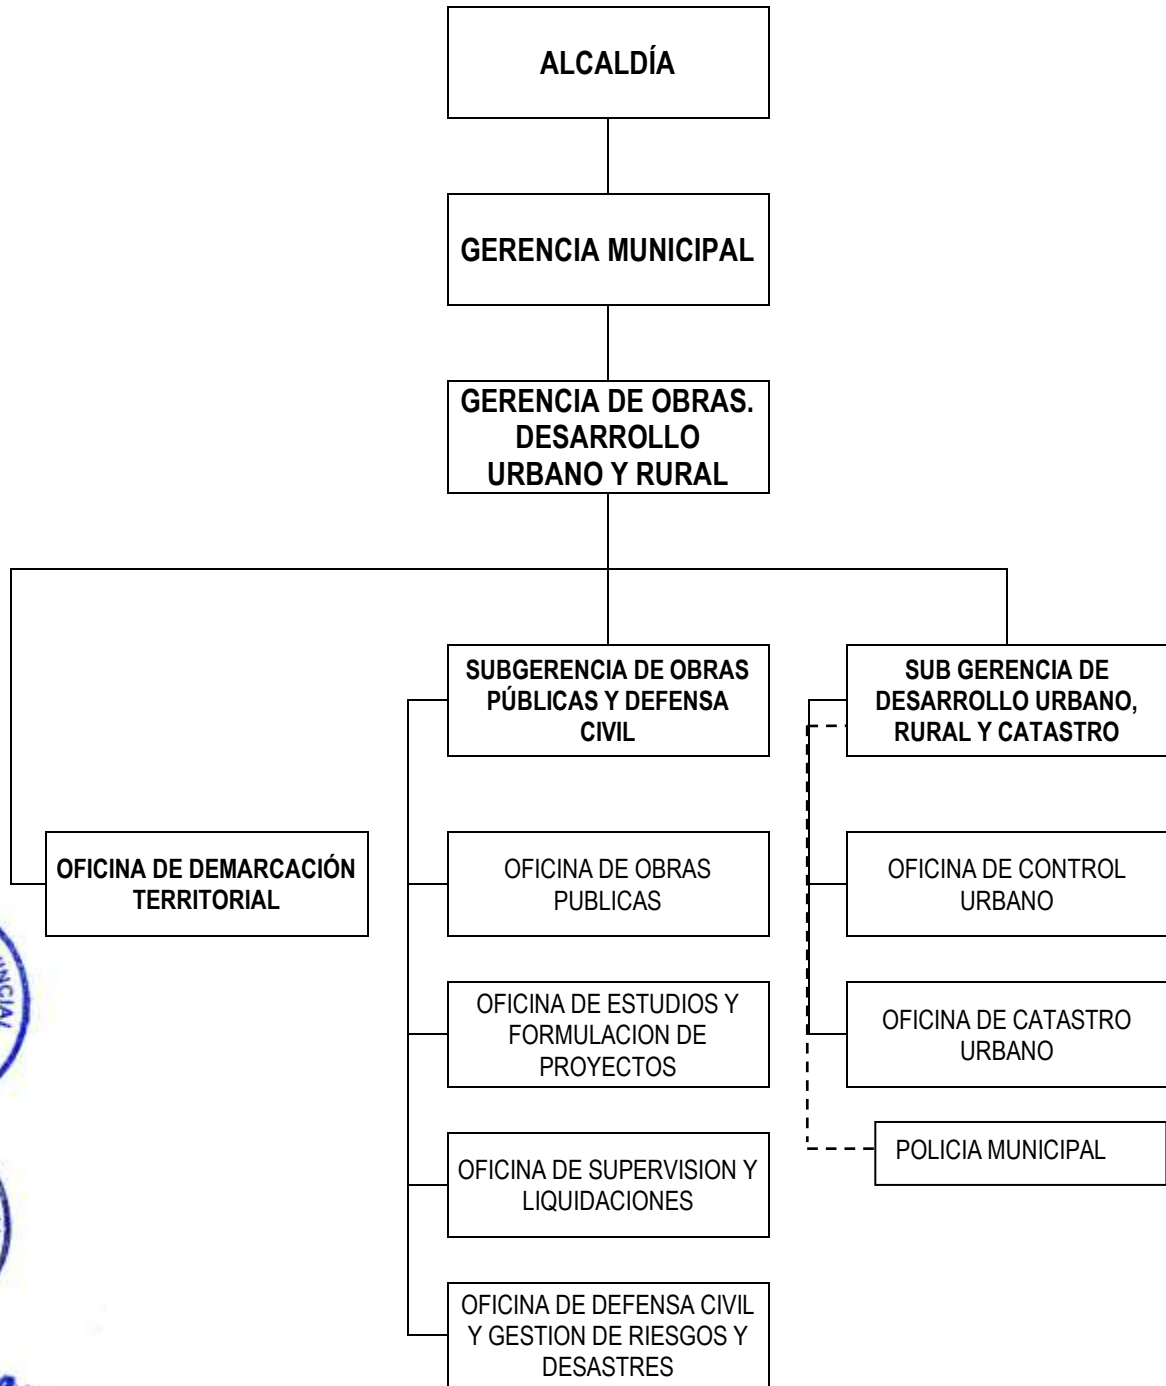 ALCALDÍA
GERENCIA MUNICIPAL
GERENCIA DE OBRAS.
DESARROLLO
URBANO Y RURAL
SUBGERENCIA DE OBRAS
PÚBLICAS Y DEFENSA
CIVIL
SUB GERENCIA DE
DESARROLLO URBANO,
RURAL Y CATASTRO
OFICINA DE DEMARCACIÓN
TERRITORIAL
OFICINA DE OBRAS
PUBLICAS
OFICINA DE CONTROL
URBANO
OFICINA DE ESTUDIOS Y
FORMULACION DE
PROYECTOS
OFICINA DE CATASTRO
URBANO
POLICIA MUNICIPAL
OFICINA DE SUPERVISION Y
LIQUIDACIONES
OFICINA DE DEFENSA CIVIL
Y GESTION DE RIESGOS Y
DESASTRES